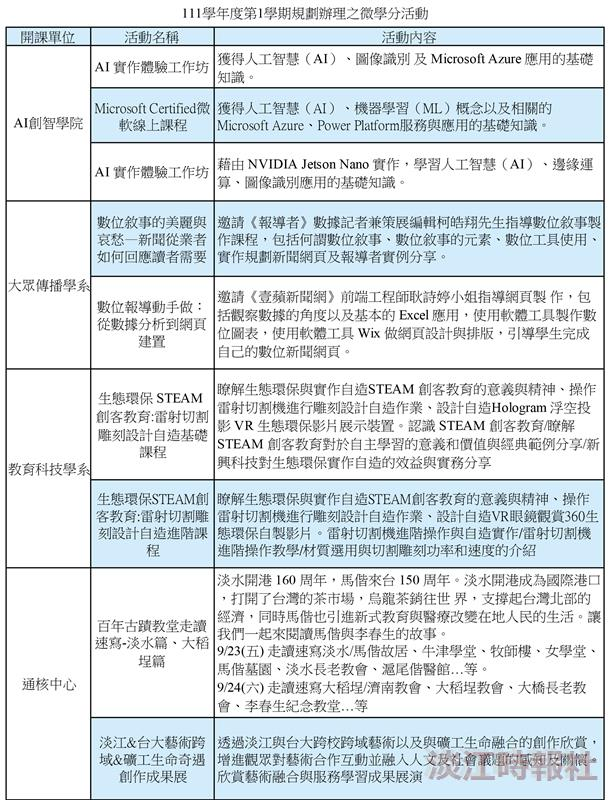 111學年度第1學期規劃辦理之微學分活動
開課單位 活動名稱 活動內容
AI創智學院
AI 實作體驗工作坊
獲得人工智慧（AI）、圖像識別 及 Microsoft Azure 應用的基礎
知識。
Microsoft Certified微
軟線上課程
獲得人工智慧（AI）、機器學習（ML）概念以及相關的
Microsoft Azure、Power Platform服務與應用的基礎知識。
AI 實作體驗工作坊
藉由 NVIDIA Jetson Nano 實作，學習人工智慧（AI）、邊緣運
算、圖像識別應用的基礎知識。
大眾傳播學系
數位敘事的美麗與
哀愁—新聞從業者
如何回應讀者需要
邀請《報導者》數據記者兼策展編輯柯皓翔先生指導數位敘事製
作課程，包括何謂數位敘事、數位敘事的元素、數位工具使用、
實作規劃新聞網頁及報導者實例分享。
數位報導動手做：
從數據分析到網頁
建置
邀請《壹蘋新聞網》前端工程師耿詩婷小姐指導網頁製 作，包
括觀察數據的角度以及基本的 Excel 應用，使用軟體工具製作數
位圖表，使用軟體工具 Wix 做網頁設計與排版，引導學生完成
自己的數位新聞網頁。
教育科技學系
生態環保 STEAM
創客教育:雷射切割
雕刻設計自造基礎
課程
瞭解生態環保與實作自造STEAM 創客教育的意義與精神、操作
雷射切割機進行雕刻設計自造作業、設計自造Hologram 浮空投
影 VR 生態環保影片展示裝置。認識 STEAM 創客教育/瞭解
STEAM 創客教育對於自主學習的意義和價值與經典範例分享/新
興科技對生態環保實作自造的效益與實務分享
生態環保STEAM創
客教育:雷射切割雕
刻設計自造進階課
程
瞭解生態環保與實作自造STEAM創客教育的意義與精神、操作
雷射切割機進行雕刻設計自造作業、設計自造VR眼鏡觀賞360生
態環保自製影片。雷射切割機進階操作與自造實作/雷射切割機
進階操作教學/材質選用與切割雕刻功率和速度的介紹
通核中心
百年古蹟教堂走讀
速寫-淡水篇、大稻
埕篇
淡水開港 160 周年，馬偕來台 150 周年。淡水開港成為國際港口
，打開了台灣的茶市場，烏龍茶銷往世 界，支撐起台灣北部的
經濟，同時馬偕也引進新式教育與醫療改變在地人民的生活。讓
我們一起來閱讀馬偕與李春生的故事。
9/23(五) 走讀速寫淡水/馬偕故居、牛津學堂、牧師樓、女學堂、
馬偕墓園、淡水長老教會、滬尾偕醫館…等。
9/24(六) 走讀速寫大稻埕/濟南教會、大稻埕教會、大橋長老教
會、李春生紀念教堂…等
淡江&台大藝術跨
域&礦工生命奇遇
創作成果展
透過淡江與台大跨校跨域藝術以及與礦工生命融合的創作欣賞，
增進觀眾對藝術合作互動並融入人文及社會議題的感知及關懷。
欣賞藝術融合與服務學習成果展演
淡江時報社